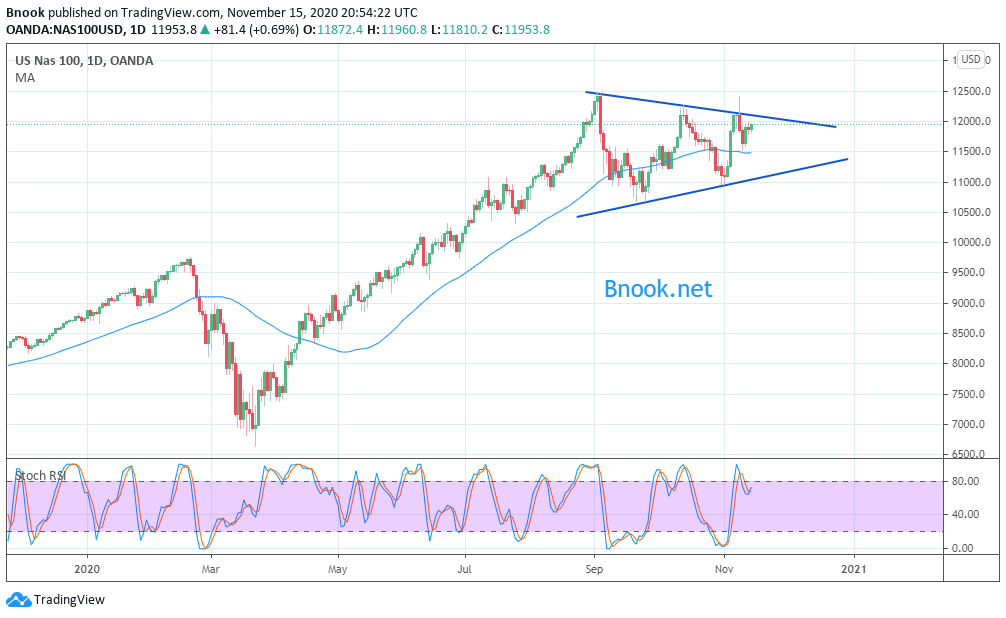 Bnook published on TradingView.com, November 15, 2020 20:54:22 UTC
OANDA:NAS100USD, 1D 11953.8 ▲ +81.4 (+0.69%) O:11872.4 H:11960.8 L:11810.2 C:11953.8
US Nas 100, 1D, OANDA
MA
USD
12500.0
12000.0
11500.0
11000.0
10500.0
10000.0
9500.0
9000.0
8500.0
8000.0
7500.0
7000.0
6500.0
Bnook.net
Stoch RSI
80.00
40.00
0.00
2020 Mar May Jul Sep Nov 2021
TradingView